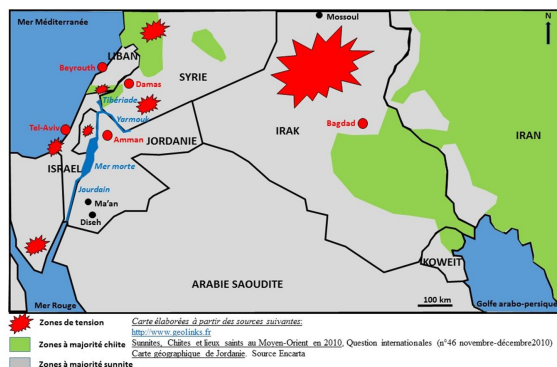 Mer Méditerranée
Mossoul
N
LIBAN
Beyrouth
SYRIE
Damas
Tibériade
Yarmouk
Tel-Aviv
Amman
JORDANIE
IRAK
Bagdad
IRAN
ISRAEL
Mer morte
Jourdain
Ma'an
Diseh
KOWEIT
ARABIE SAOUDITE
100 km
Mer Rouge
Golfe arabo-persique
Zones de tension
Carte élaborées à partir des sources suivantes:
http://www.geolinks.fr
Zones à majorité chiite
Sunnites, Chiites et lieux saints au Moyen-Orient en 2010, Question internationales (n°46 novembre-décembre2010)
Carte géographique de Jordanie. Source Encarta
Zones à majorité sunnite